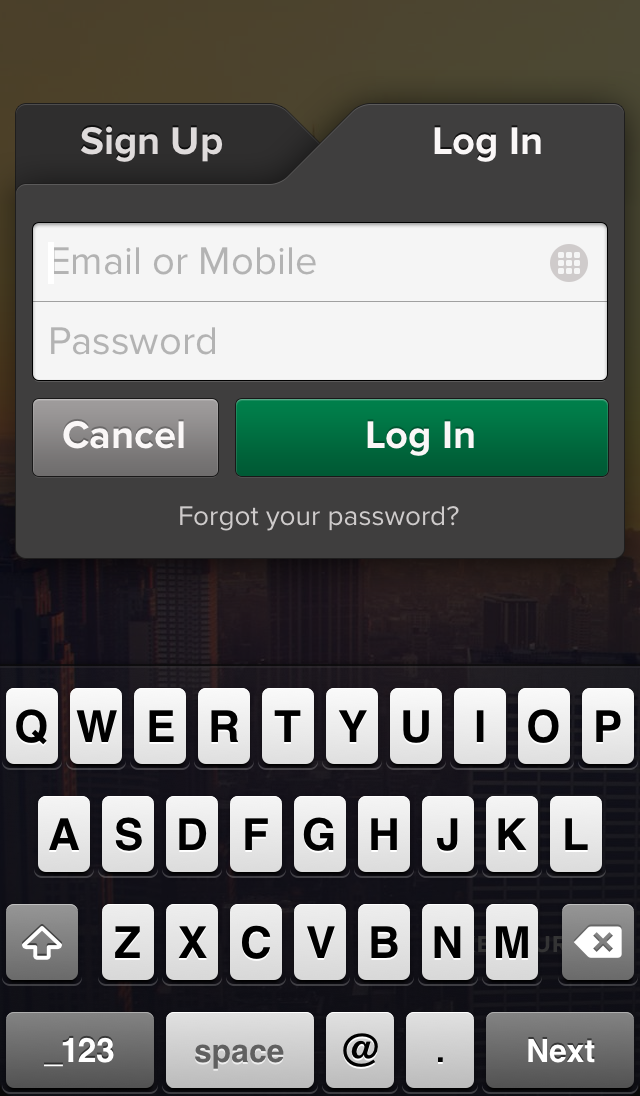 Sign Up Log In
Email or Mobile
Password
Cancel Log In
Forgot your password?
Q W E R T Y U I O P
A S D F G H J K L
Z X C V B N M
_123 space @ . Next